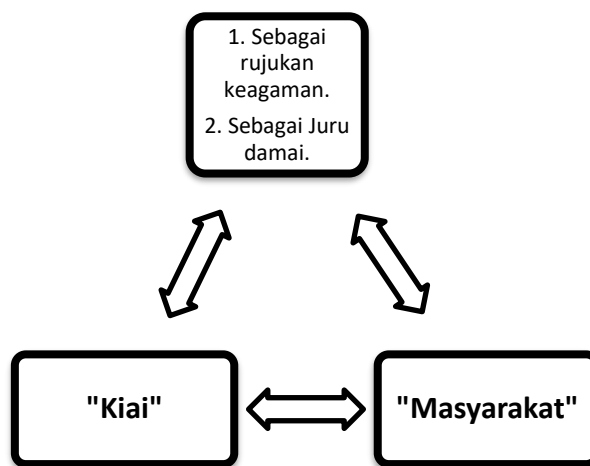 1. Sebagai
rujukan
keagaman.
2. Sebagai Juru
damai.
"Kiai"
"Masyarakat"